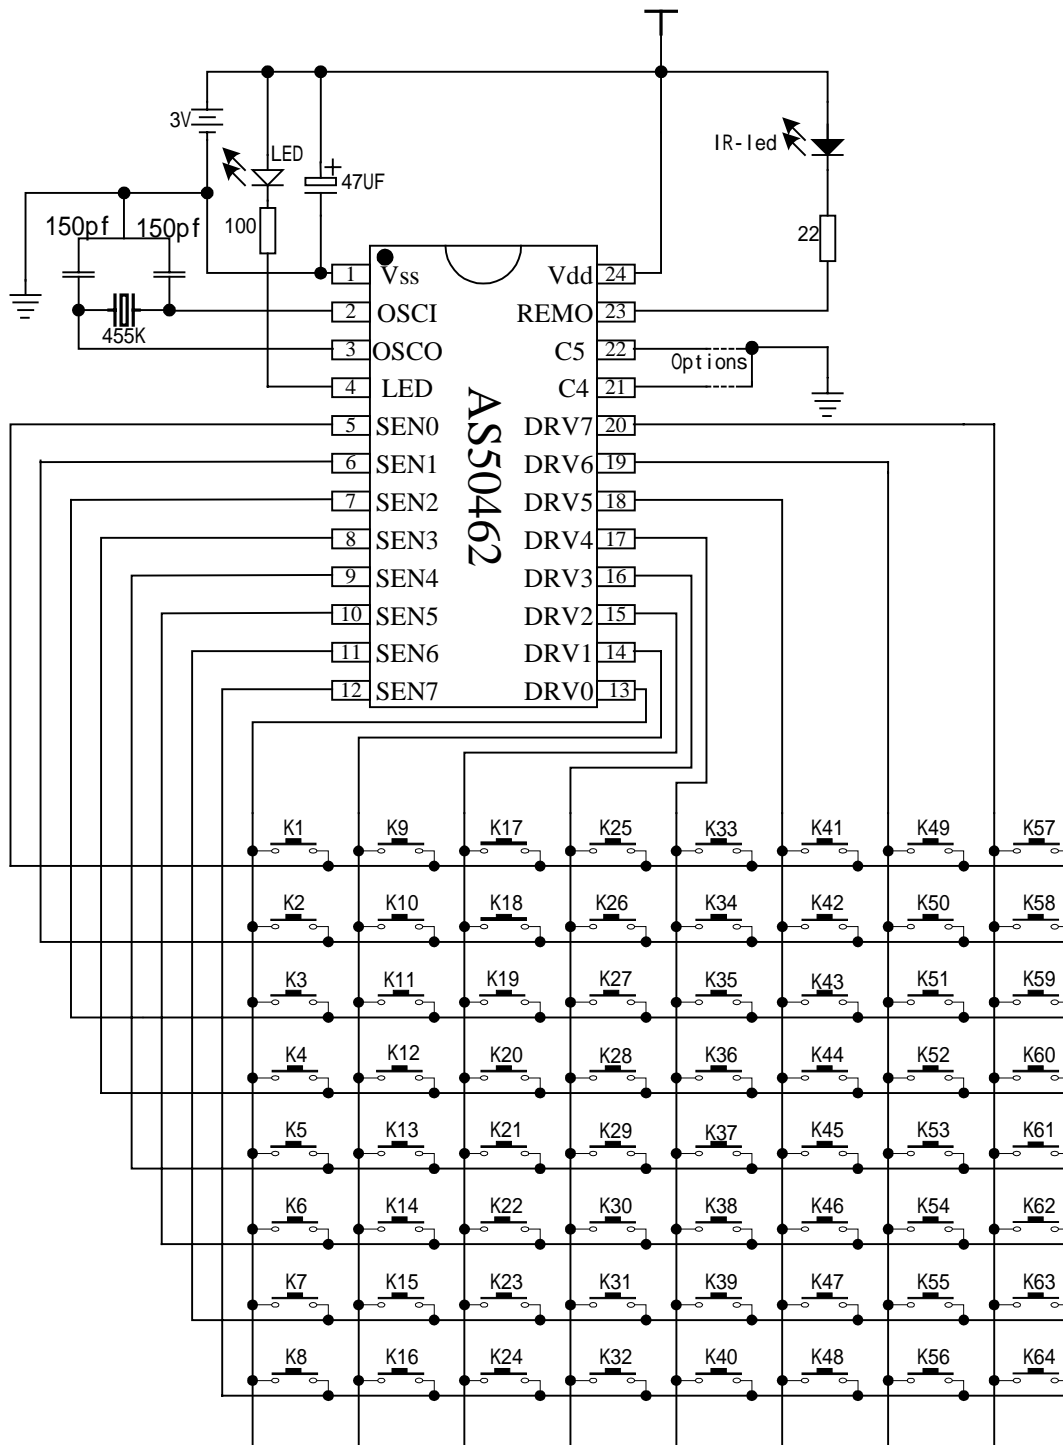 3V
LED
47UF
IR-led
150pf 150pf
100
22
455K
1 Vss Vdd 24
2 OSCI REMO 23
3 OSCO C5 22
Options
4 LED C4 21
5 SEN0 DRV7 20
6 SEN1 DRV6 19
7 SEN2 DRV5 18
8 SEN3 DRV4 17
9 SEN4 DRV3 16
10 SEN5 DRV2 15
11 SEN6 DRV1 14
12 SEN7 DRV0 13
AS50462
K1 K9 K17 K25 K33 K41 K49 K57
K2 K10 K18 K26 K34 K42 K50 K58
K3 K11 K19 K27 K35 K43 K51 K59
K4 K12 K20 K28 K36 K44 K52 K60
K5 K13 K21 K29 K37 K45 K53 K61
K6 K14 K22 K30 K38 K46 K54 K62
K7 K15 K23 K31 K39 K47 K55 K63
K8 K16 K24 K32 K40 K48 K56 K64